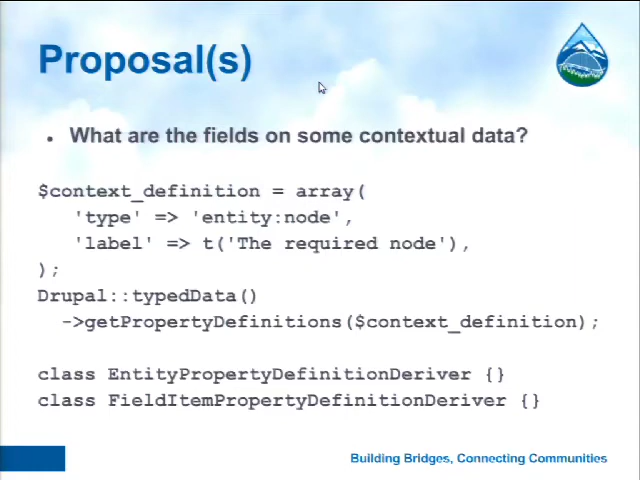 Proposal(s)
• What are the fields on some contextual data?
$context_definition = array(
   'type' => 'entity:node',
   'label' => t('The required node'),
);
Drupal::typedData()
  ->getPropertyDefinitions($context_definition);
class EntityPropertyDefinitionDeriver {}
class FieldItemPropertyDefinitionDeriver {}
Building Bridges, Connecting Communities